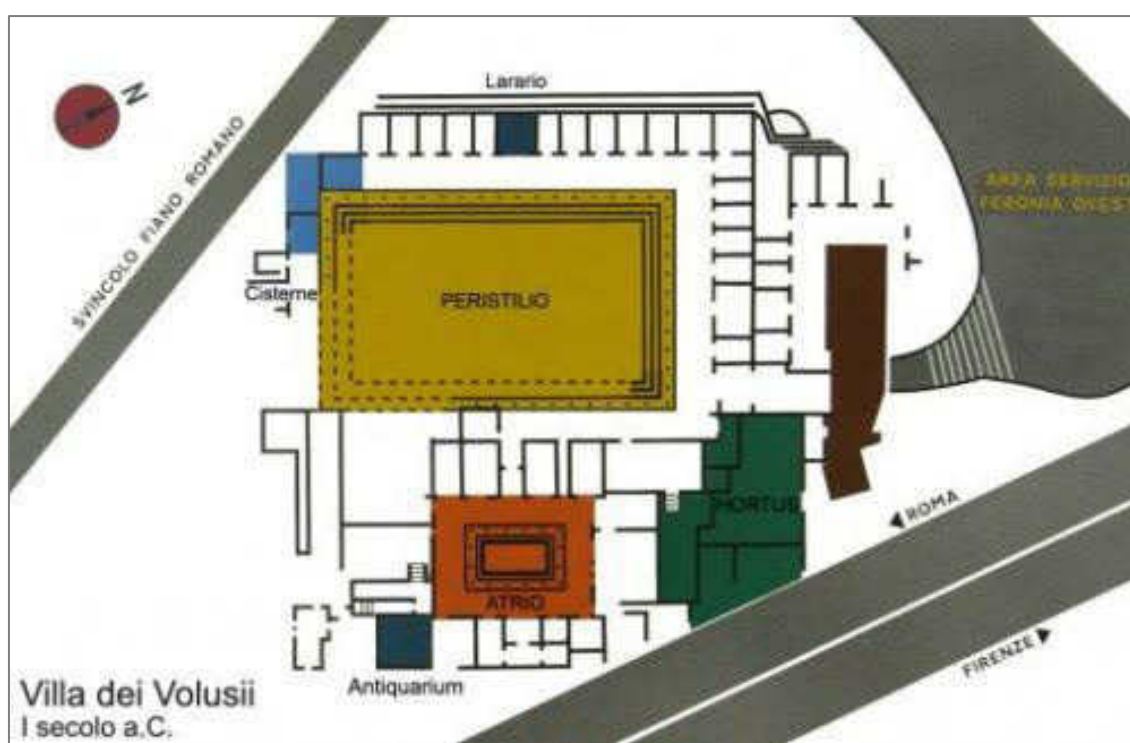 Larario
N
SVINCOLO FIANO ROMANO
AREA SERVIZIO
FERONIA OVEST
Cisterne
PERISTILIO
HORTUS
ROMA
ATRIO
FIRENZE
Antiquarium
Villa dei Volusii
I secolo a.C.